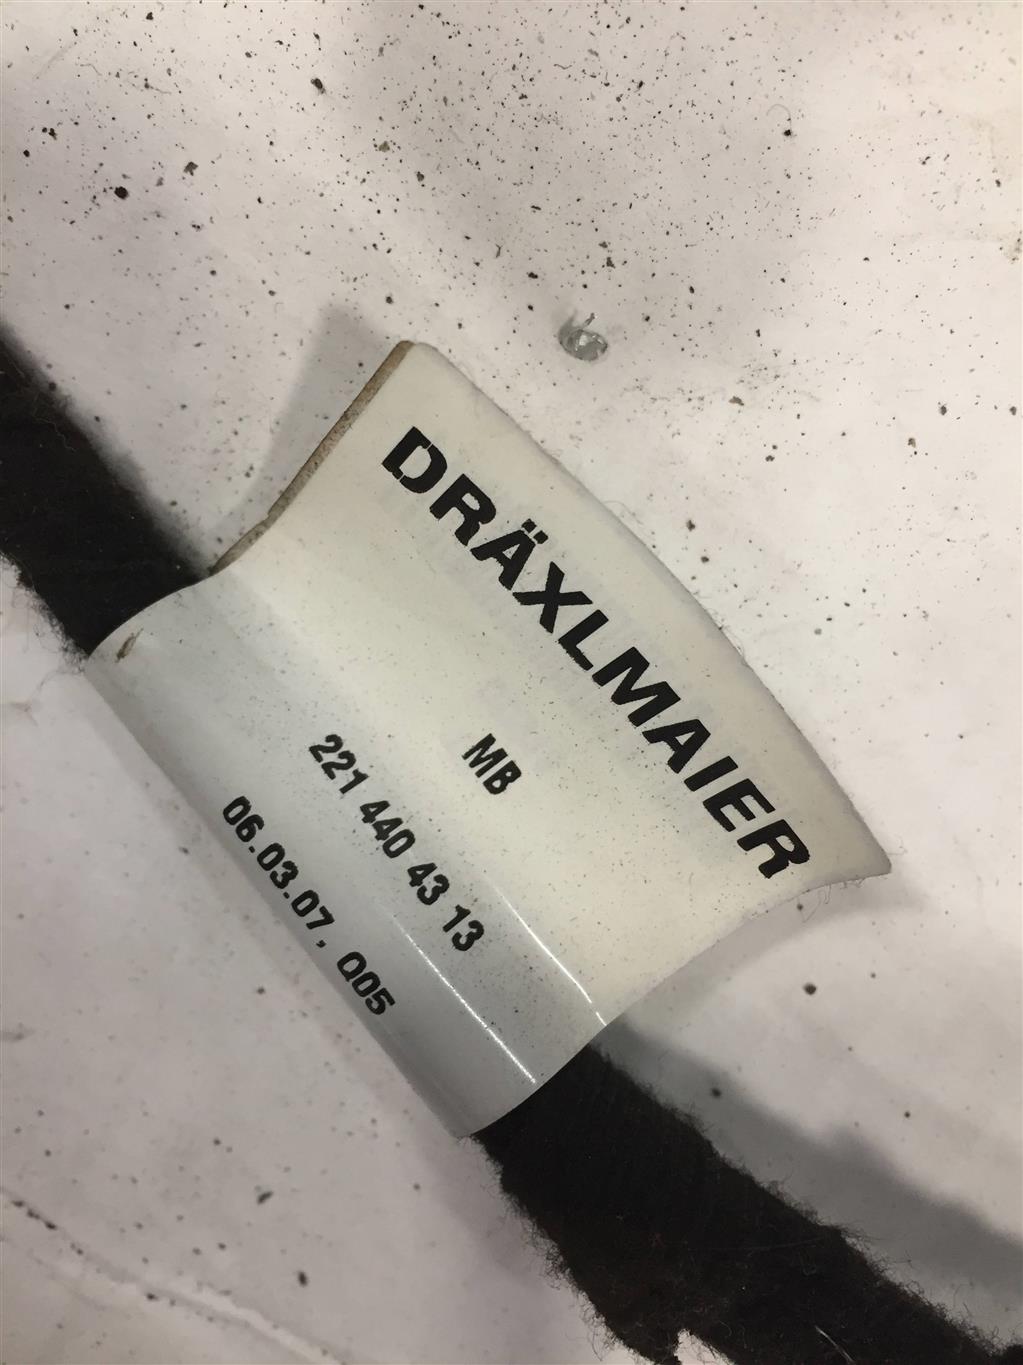 DRÄXLMAIER
MB
221 440 43 13
06.03.07, Q05